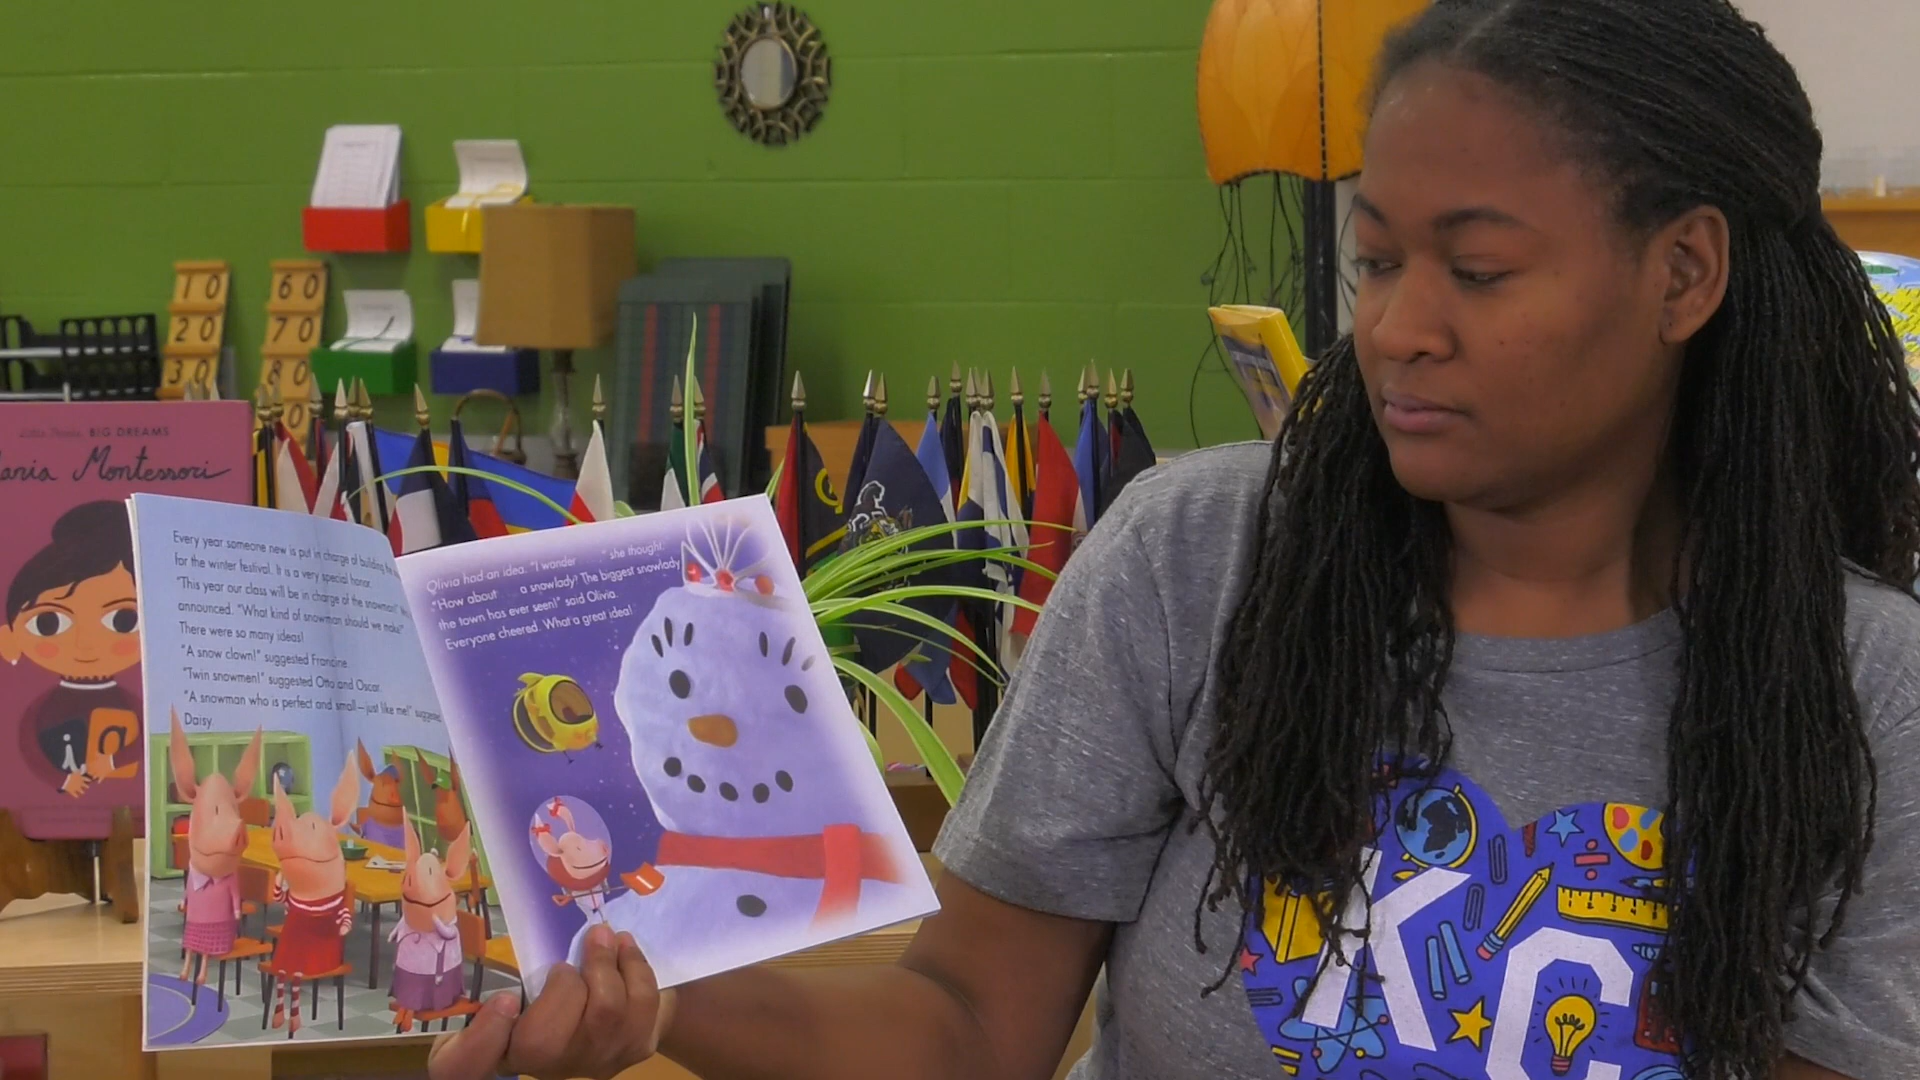 10
20
30
60
70
80
0
BIG DREAMS
Maria Montessori
i a
Every year someone new is put in charge of building the
for the winter festival. It is a very special honor.
"This year our class will be in charge of the snowman!"
announced. "What kind of snowman should we make?"
There were so many ideas!
"A snow clown!" suggested Francine.
"Twin snowmen!" suggested Otto and Oscar.
"A snowman who is perfect and small—just like me!" suggested
Daisy.
Olivia had an idea. "I wonder . . ." she thought.
"How about . . . a snowlady? The biggest snowlady
the town has ever seen!" said Olivia.
Everyone cheered. What a great idea!
KC